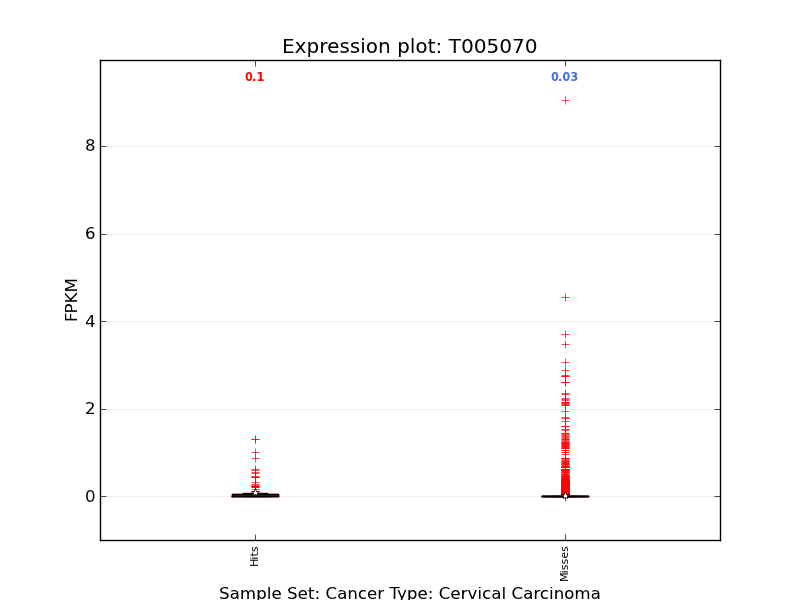 Expression plot: T005070
0.1
0.03
8
6
4
2
0
FPKM
Hits
Misses
Sample Set: Cancer Type: Cervical Carcinoma